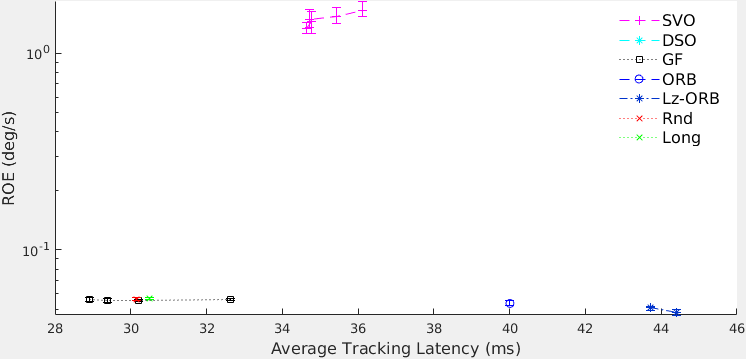 SVO
DSO
GF
ORB
Lz-ORB
Rnd
Long
ROE (deg/s)
10^0
10^-1
28 30 32 34 36 38 40 42 44 46
Average Tracking Latency (ms)